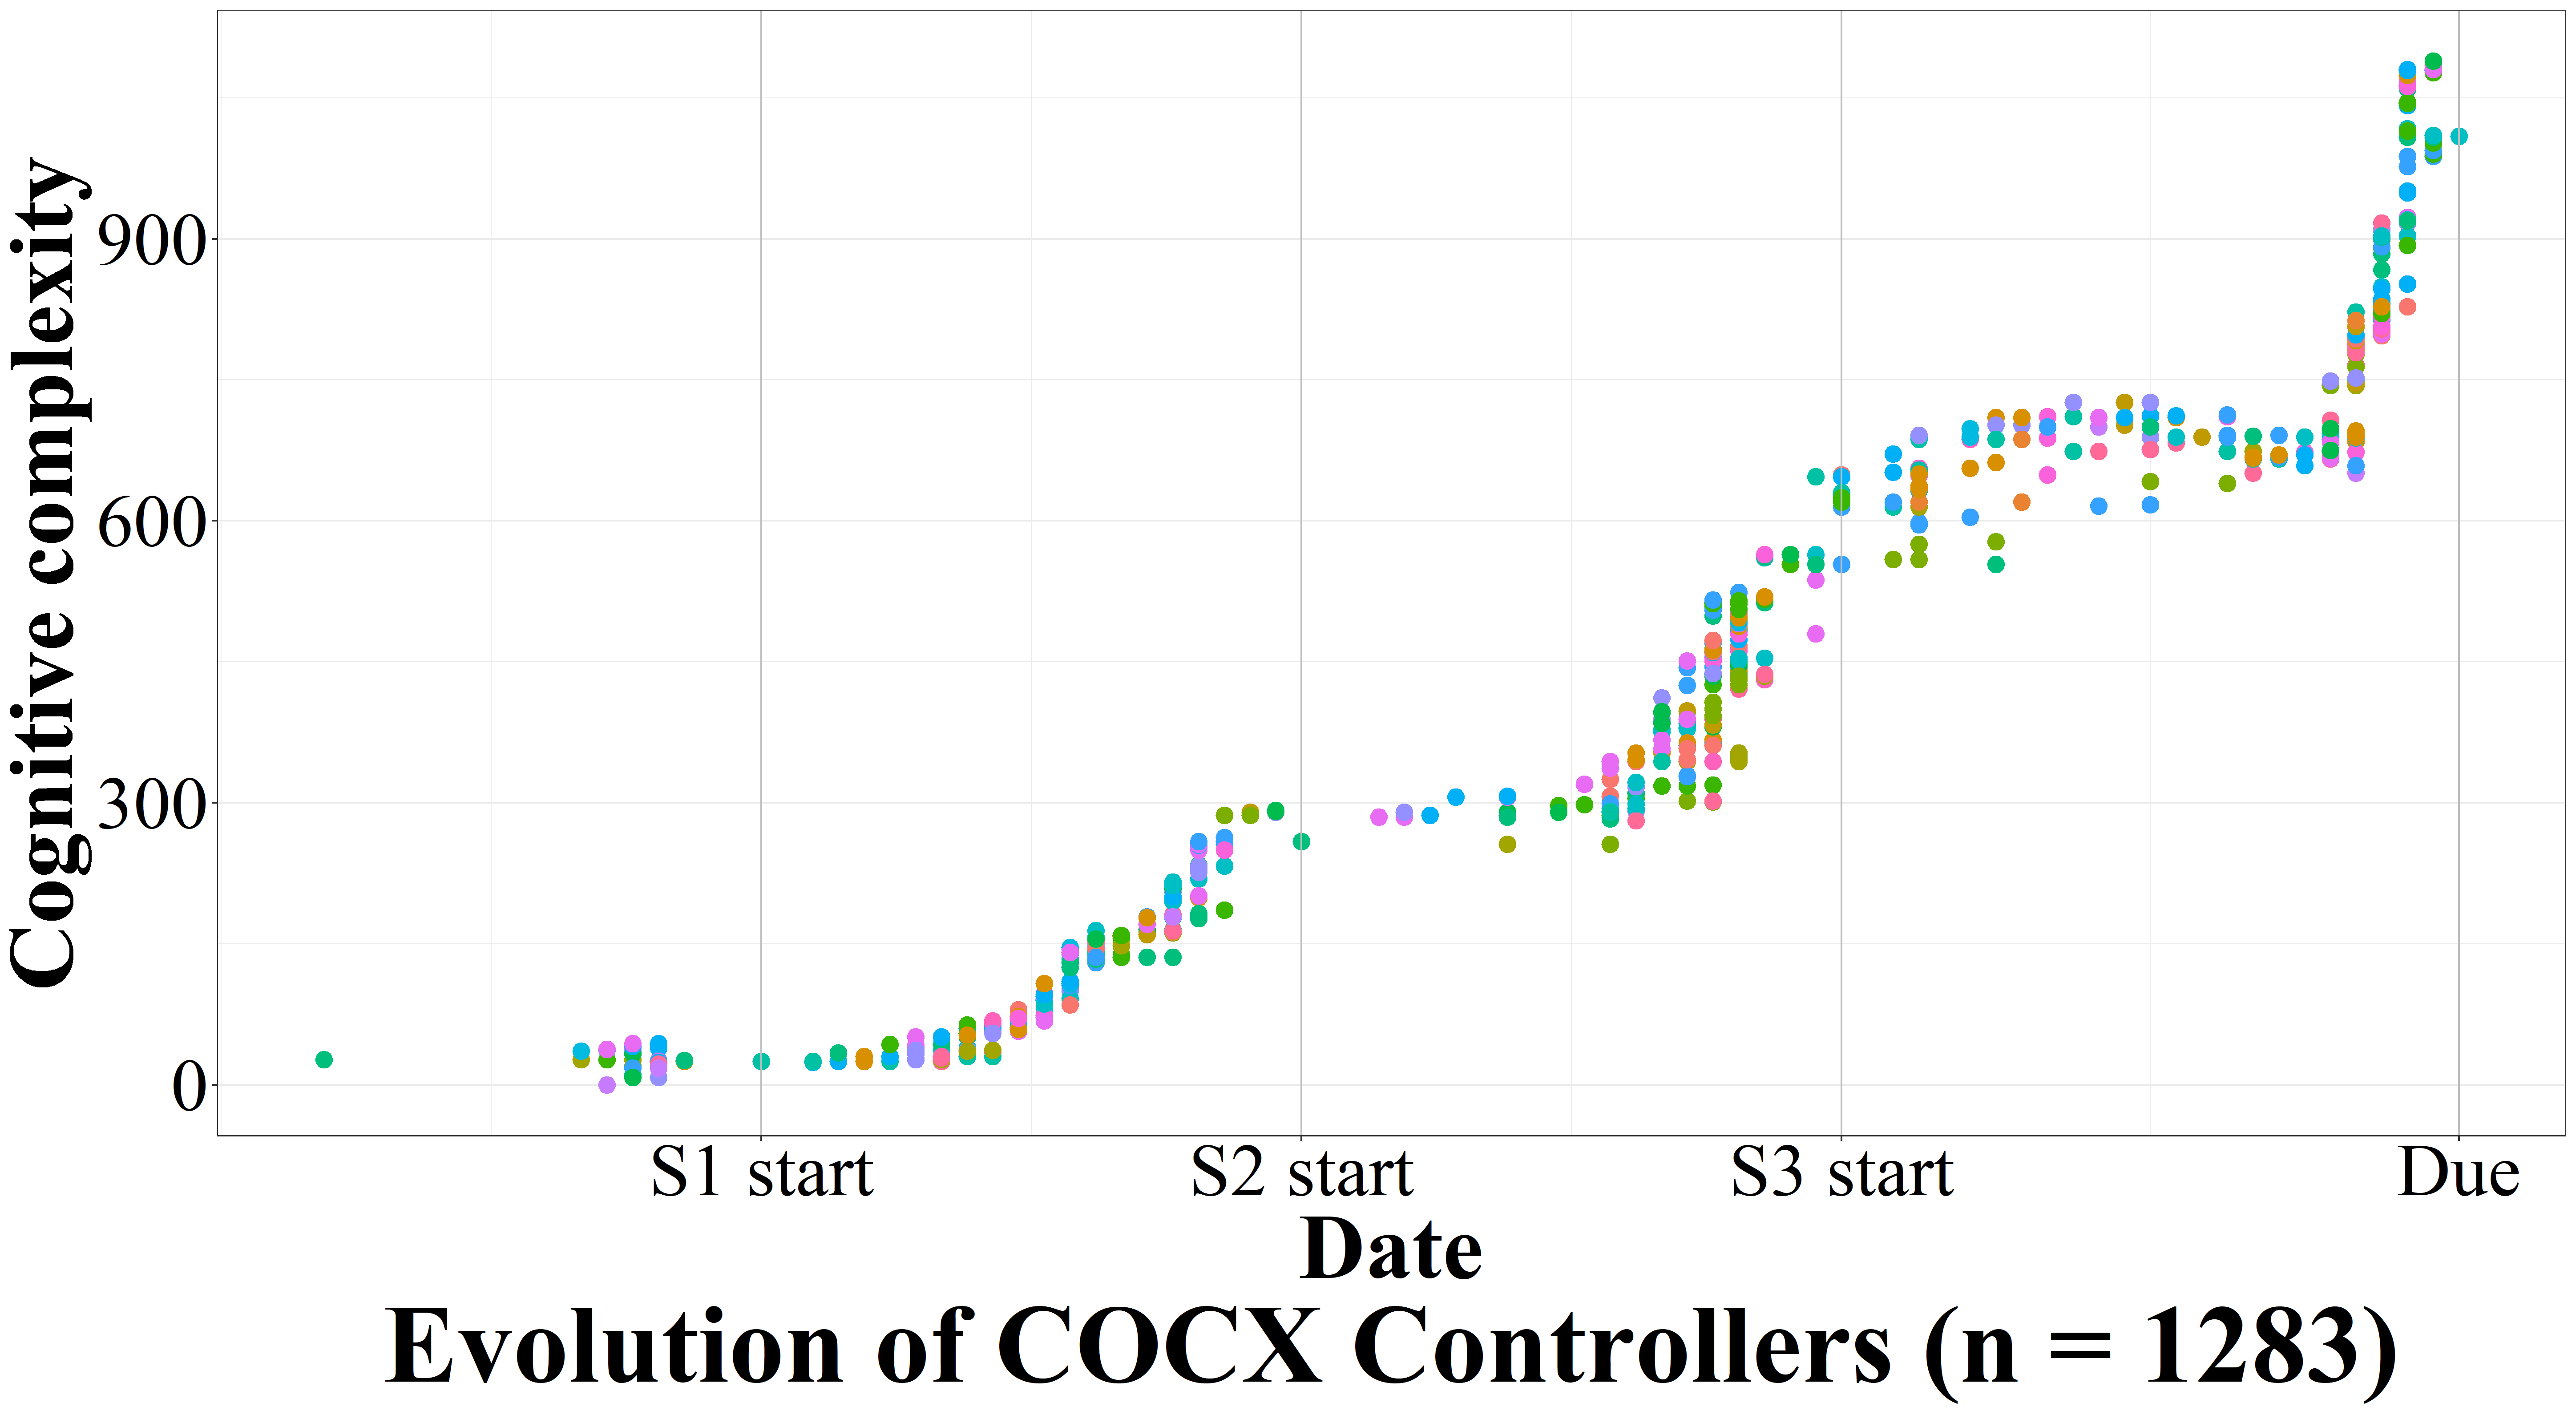 Cognitive complexity
900
600
300
0
S1 start S2 start S3 start Due
Date
Evolution of COCX Controllers (n = 1283)